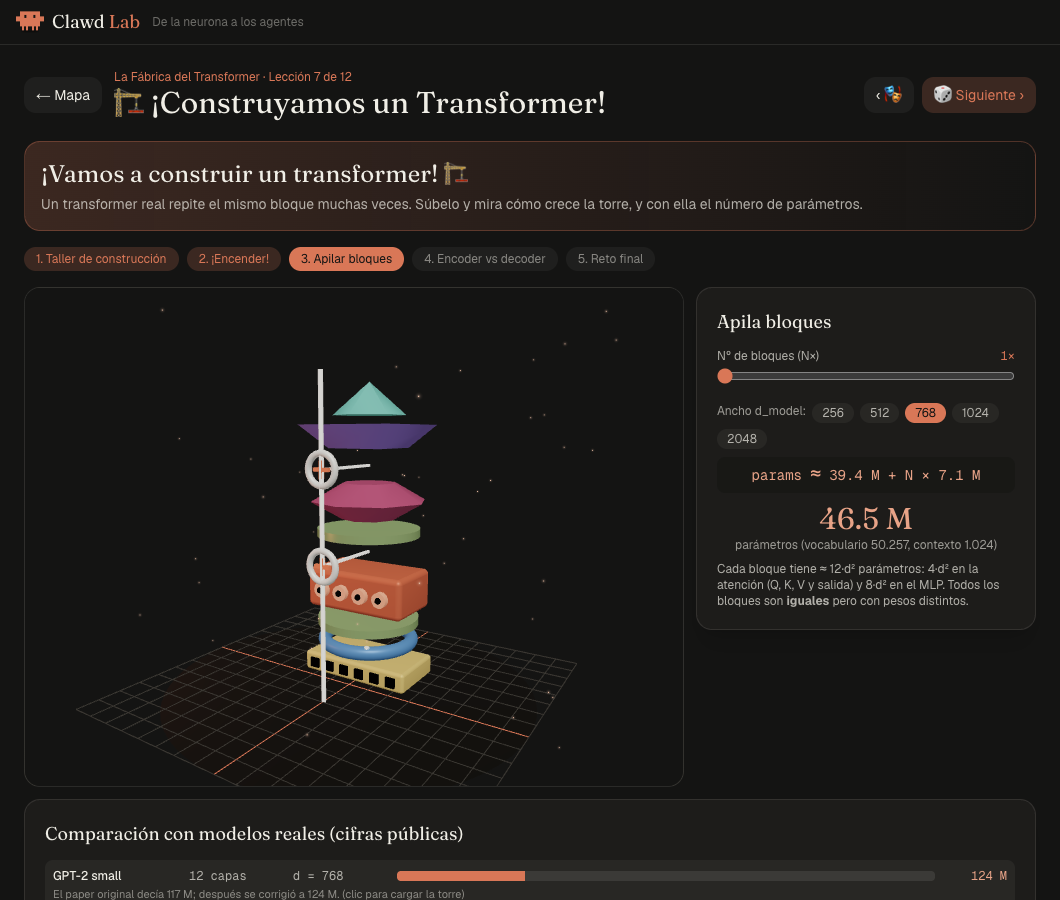 Clawd Lab De la neurona a los agentes
← Mapa
La Fábrica del Transformer · Lección 7 de 12
¡Construyamos un Transformer!
‹
Siguiente ›
¡Vamos a construir un transformer!
Un transformer real repite el mismo bloque muchas veces. Súbelo y mira cómo crece la torre, y con ella el número de parámetros.
1. Taller de construcción 2. ¡Encender! 3. Apilar bloques 4. Encoder vs decoder 5. Reto final
Apila bloques
Nº de bloques (N×) 1×
Ancho d_model: 256 512 768 1024
2048
params ≈ 39.4 M + N × 7.1 M
46.5 M
parámetros (vocabulario 50.257, contexto 1.024)
Cada bloque tiene ≈ 12·d² parámetros: 4·d² en la
atención (Q, K, V y salida) y 8·d² en el MLP. Todos los
bloques son iguales pero con pesos distintos.
Comparación con modelos reales (cifras públicas)
GPT-2 small 12 capas d = 768 124 M
El paper original decía 117 M; después se corrigió a 124 M. (clic para cargar la torre)